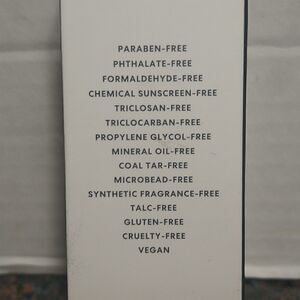 PARABEN-FREE
PHTHALATE-FREE
FORMALDEHYDE-FREE
CHEMICAL SUNSCREEN-FREE
TRICLOSAN-FREE
TRICLOCARBAN-FREE
PROPYLENE GLYCOL-FREE
MINERAL OIL-FREE
COAL TAR-FREE
MICROBEAD-FREE
SYNTHETIC FRAGRANCE-FREE
TALC-FREE
GLUTEN-FREE
CRUELTY-FREE
VEGAN